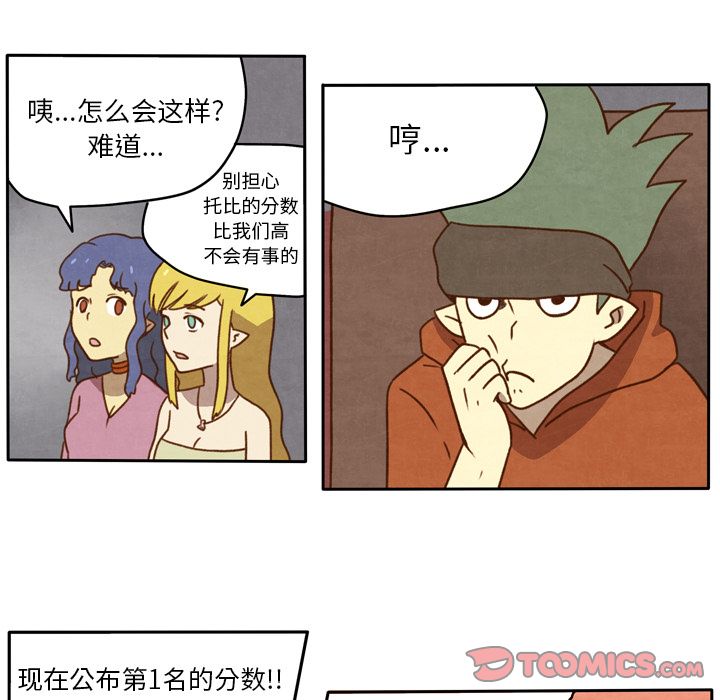 咦...怎么会这样?
难道...
别担心
托比的分数
比我们高
不会有事的
哼...
现在公布第1名的分数!!
TOOMICS.COM